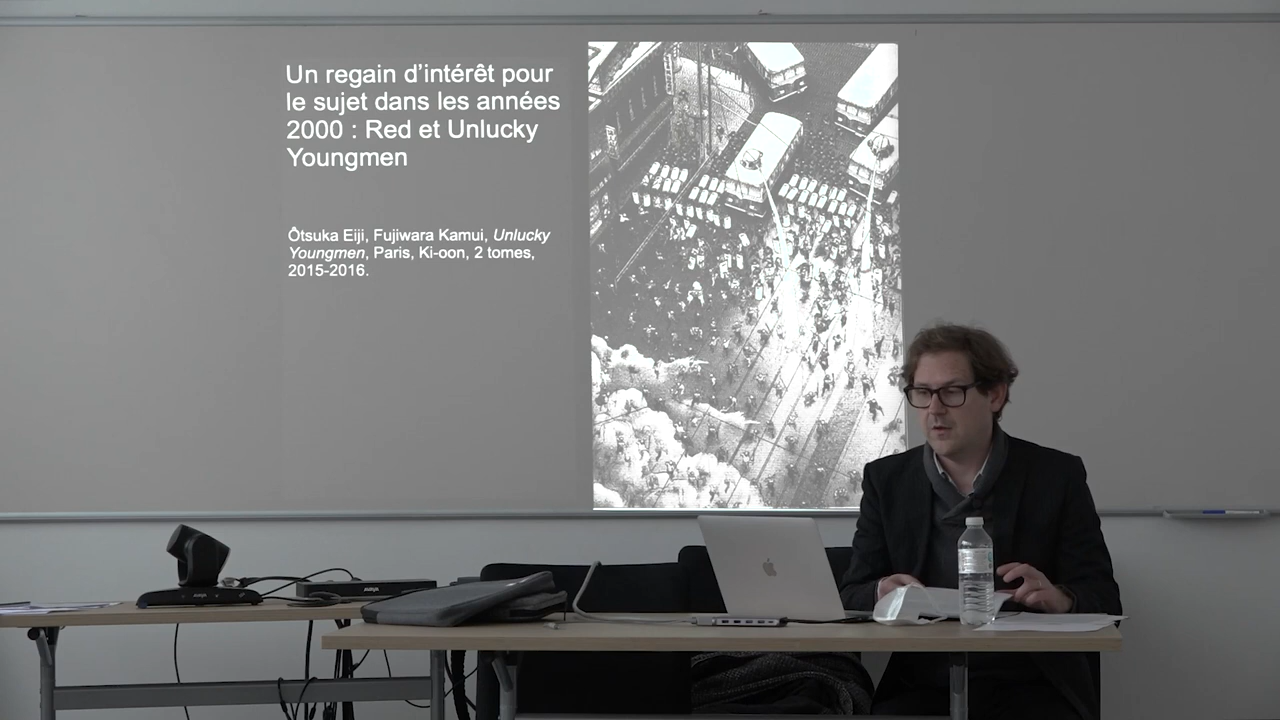 Un regain d’intérêt pour
le sujet dans les années
2000 : Red et Unlucky
Youngmen
Ôtsuka Eiji, Fujiwara Kamui, Unlucky
Youngmen, Paris, Ki-oon, 2 tomes,
2015-2016.